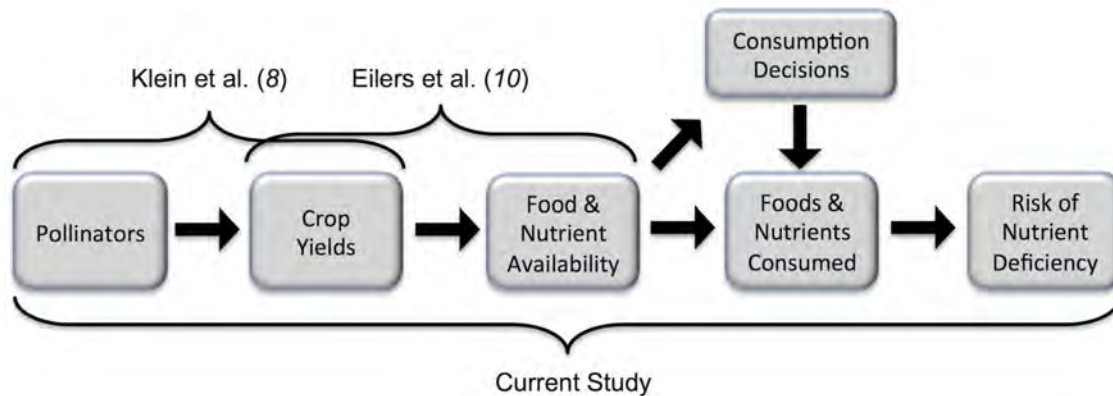 Klein et al. (8)
Eilers et al. (10)
Consumption
Decisions
Pollinators
Crop
Yields
Food &
Nutrient
Availability
Foods &
Nutrients
Consumed
Risk of
Nutrient
Deficiency
Current Study